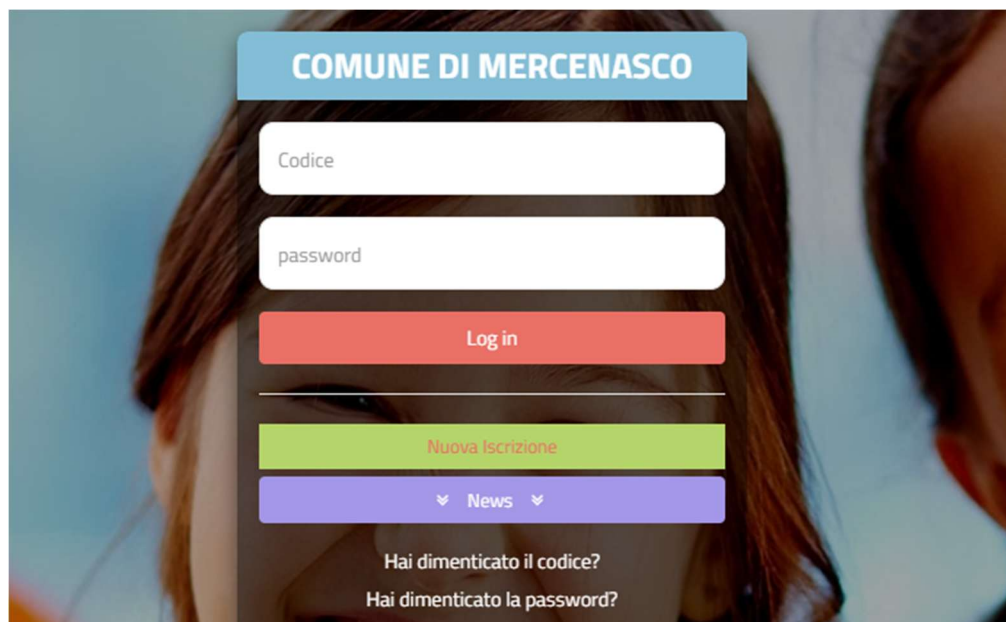 COMUNE DI MERCENASCO
Codice
password
Log in
Nuova Iscrizione
News
Hai dimenticato il codice?
Hai dimenticato la password?